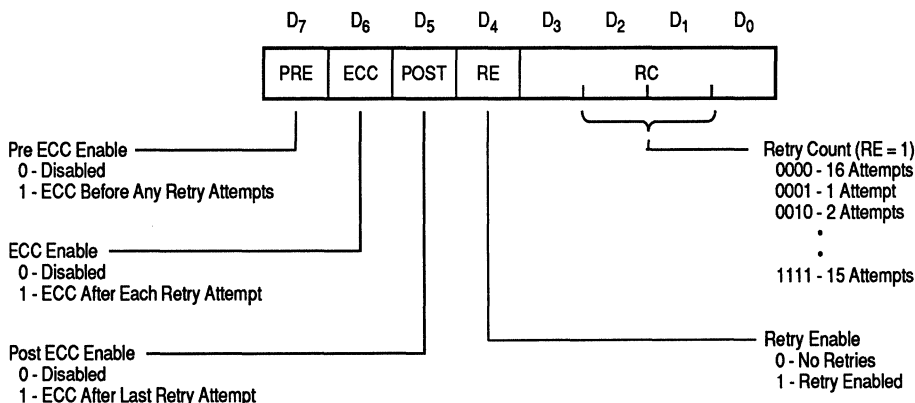 D7 D6 D5 D4 D3 D2 D1 D0
PRE ECC POST RE RC
Pre ECC Enable
0 - Disabled
1 - ECC Before Any Retry Attempts
Retry Count (RE = 1)
0000 - 16 Attempts
0001 - 1 Attempt
0010 - 2 Attempts
•
•
1111 - 15 Attempts
ECC Enable
0 - Disabled
1 - ECC After Each Retry Attempt
Post ECC Enable
0 - Disabled
1 - ECC After Last Retry Attempt
Retry Enable
0 - No Retries
1 - Retry Enabled